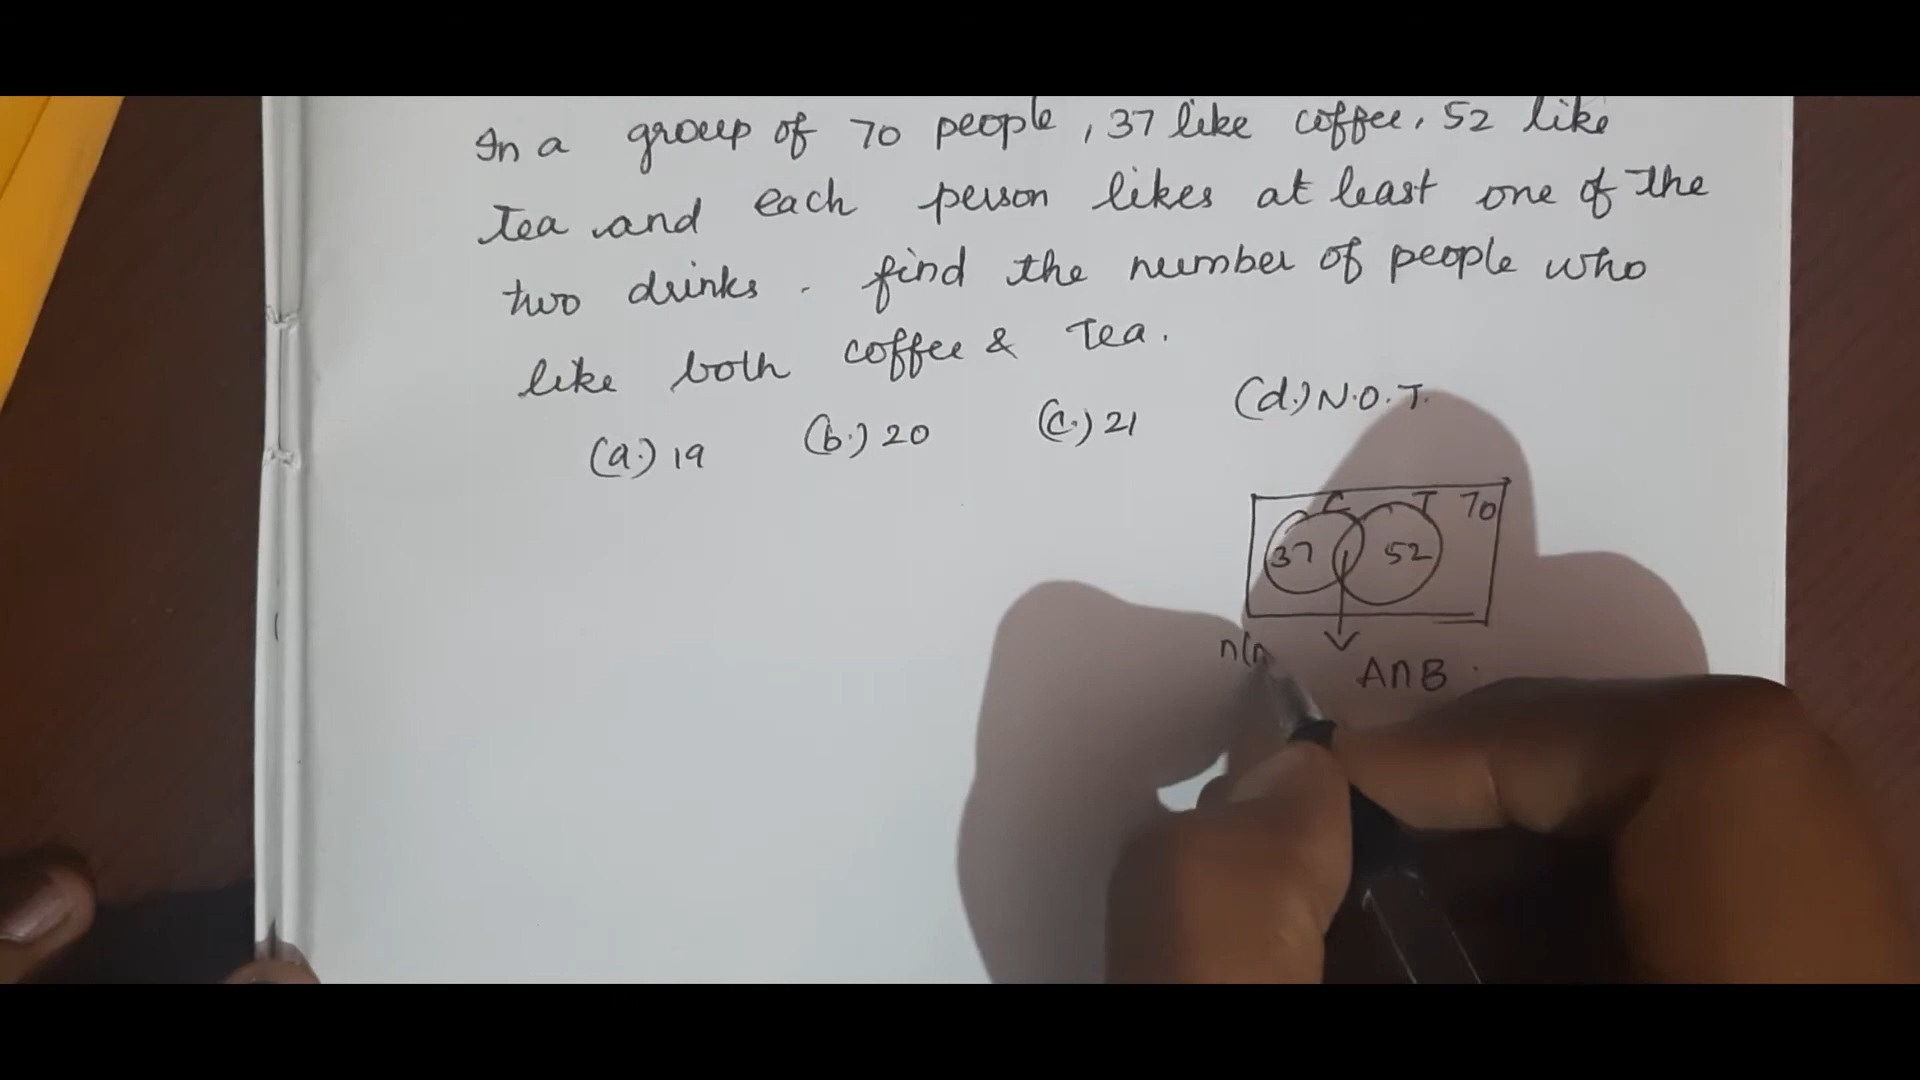 In a group of 70 people, 37 like coffee, 52 like
tea and each person likes at least one of the
two drinks. find the number of people who
like both coffee & tea.
(a.) 19 (b.) 20 (c.) 21 (d.) N.O.T.
C T 70
37 52
n(n
A∩B